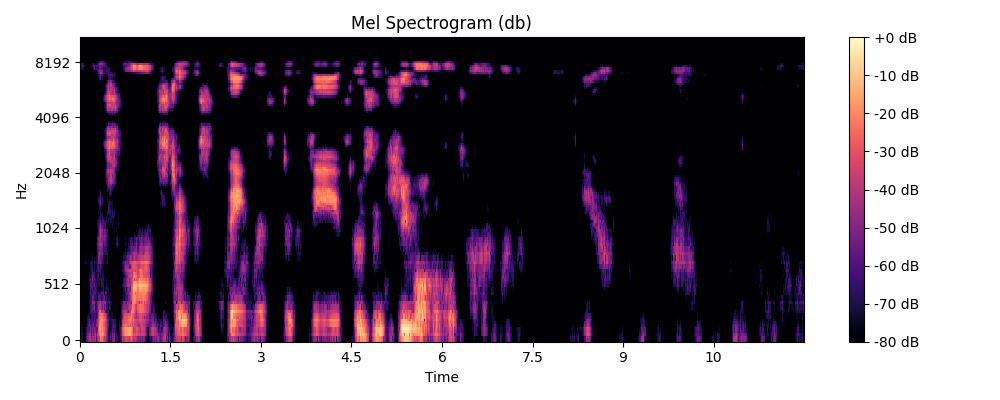 Mel Spectrogram (db)
8192
4096
2048
1024
512
0
Hz
0 1.5 3 4.5 6 7.5 9 10
Time
+0 dB
-10 dB
-20 dB
-30 dB
-40 dB
-50 dB
-60 dB
-70 dB
-80 dB